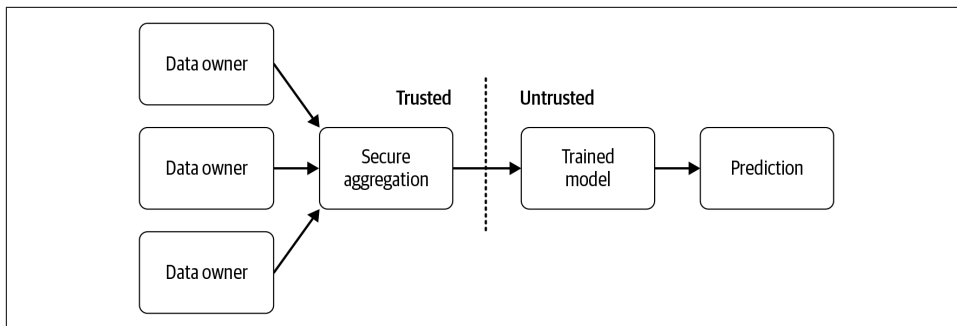 Data owner
Trusted
Untrusted
Data owner
Secure
aggregation
Trained
model
Prediction
Data owner